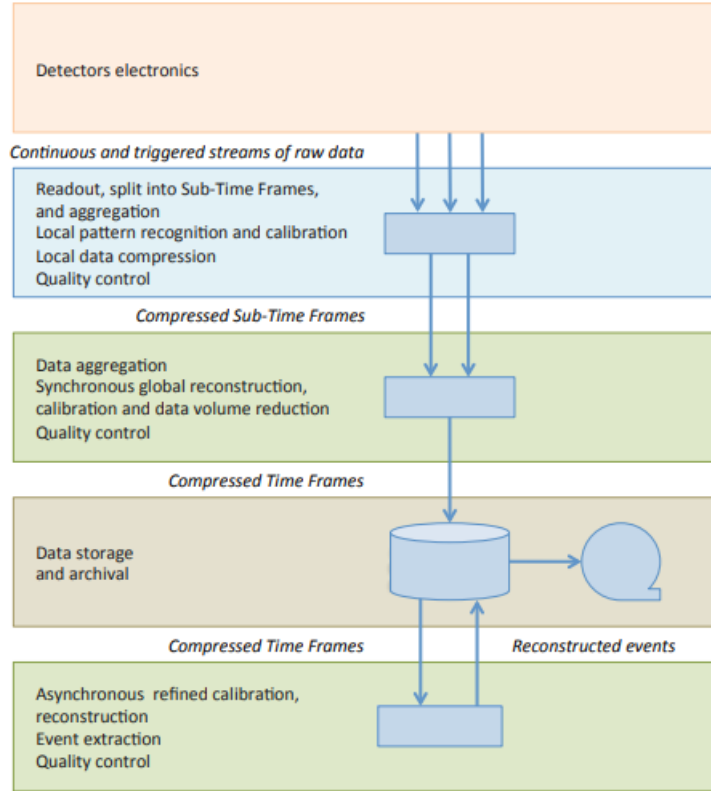 Detectors electronics
Continuous and triggered streams of raw data
Readout, split into Sub-Time Frames,
and aggregation
Local pattern recognition and calibration
Local data compression
Quality control
Compressed Sub-Time Frames
Data aggregation
Synchronous global reconstruction,
calibration and data volume reduction
Quality control
Compressed Time Frames
Data storage
and archival
Compressed Time Frames
Reconstructed events
Asynchronous refined calibration,
reconstruction
Event extraction
Quality control